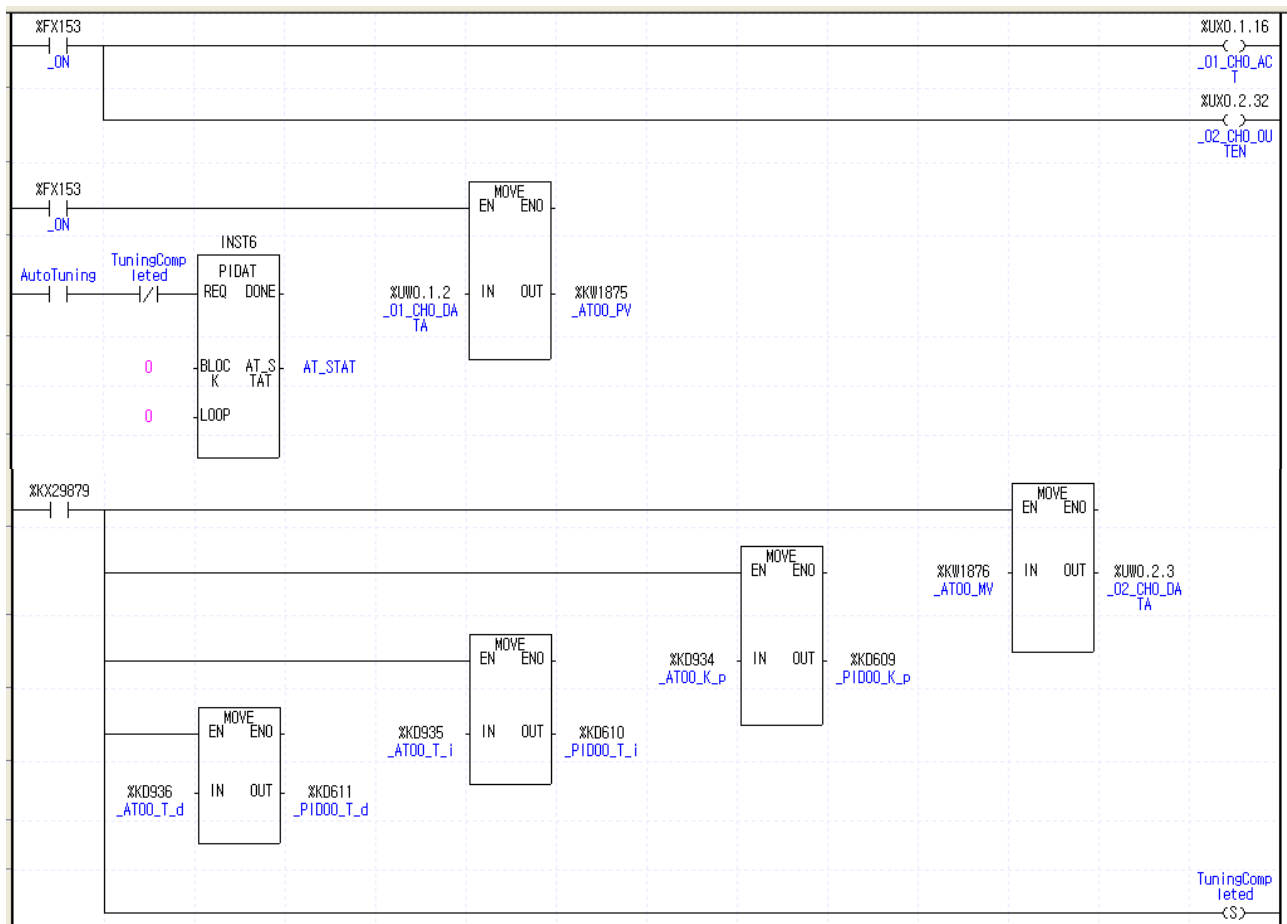 %FX153
_ON
%UX0.1.16
_01_CH0_AC
T
%UX0.2.32
_02_CH0_OU
TEN
%FX153
_ON
MOVE
EN ENO
IN OUT
%UW0.1.2
_01_CH0_DA
TA
%KW1875
_AT00_PV
INST6
AutoTuning
TuningComp
leted
PIDAT
REQ DONE
0
BLOC AT_S
K TAT
AT_STAT
0
LOOP
%KX29879
MOVE
EN ENO
%KW1876
_AT00_MV
IN OUT
%UW0.2.3
_02_CH0_DA
TA
MOVE
EN ENO
%KD934
_AT00_K_p
IN OUT
%KD609
_PID00_K_p
MOVE
EN ENO
%KD935
_AT00_T_i
IN OUT
%KD610
_PID00_T_i
MOVE
EN ENO
%KD936
_AT00_T_d
IN OUT
%KD611
_PID00_T_d
TuningComp
leted
(S)